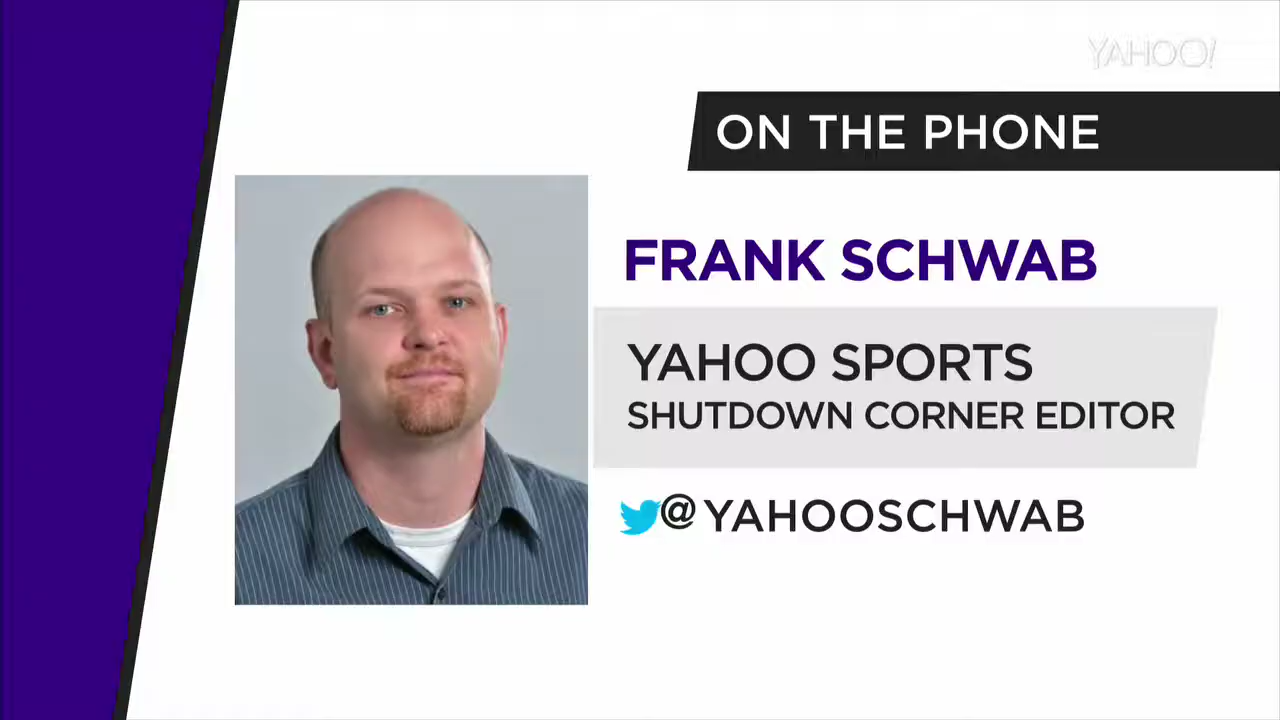 YAHOO!
ON THE PHONE
FRANK SCHWAB
YAHOO SPORTS
SHUTDOWN CORNER EDITOR
@YAHOOSCHWAB